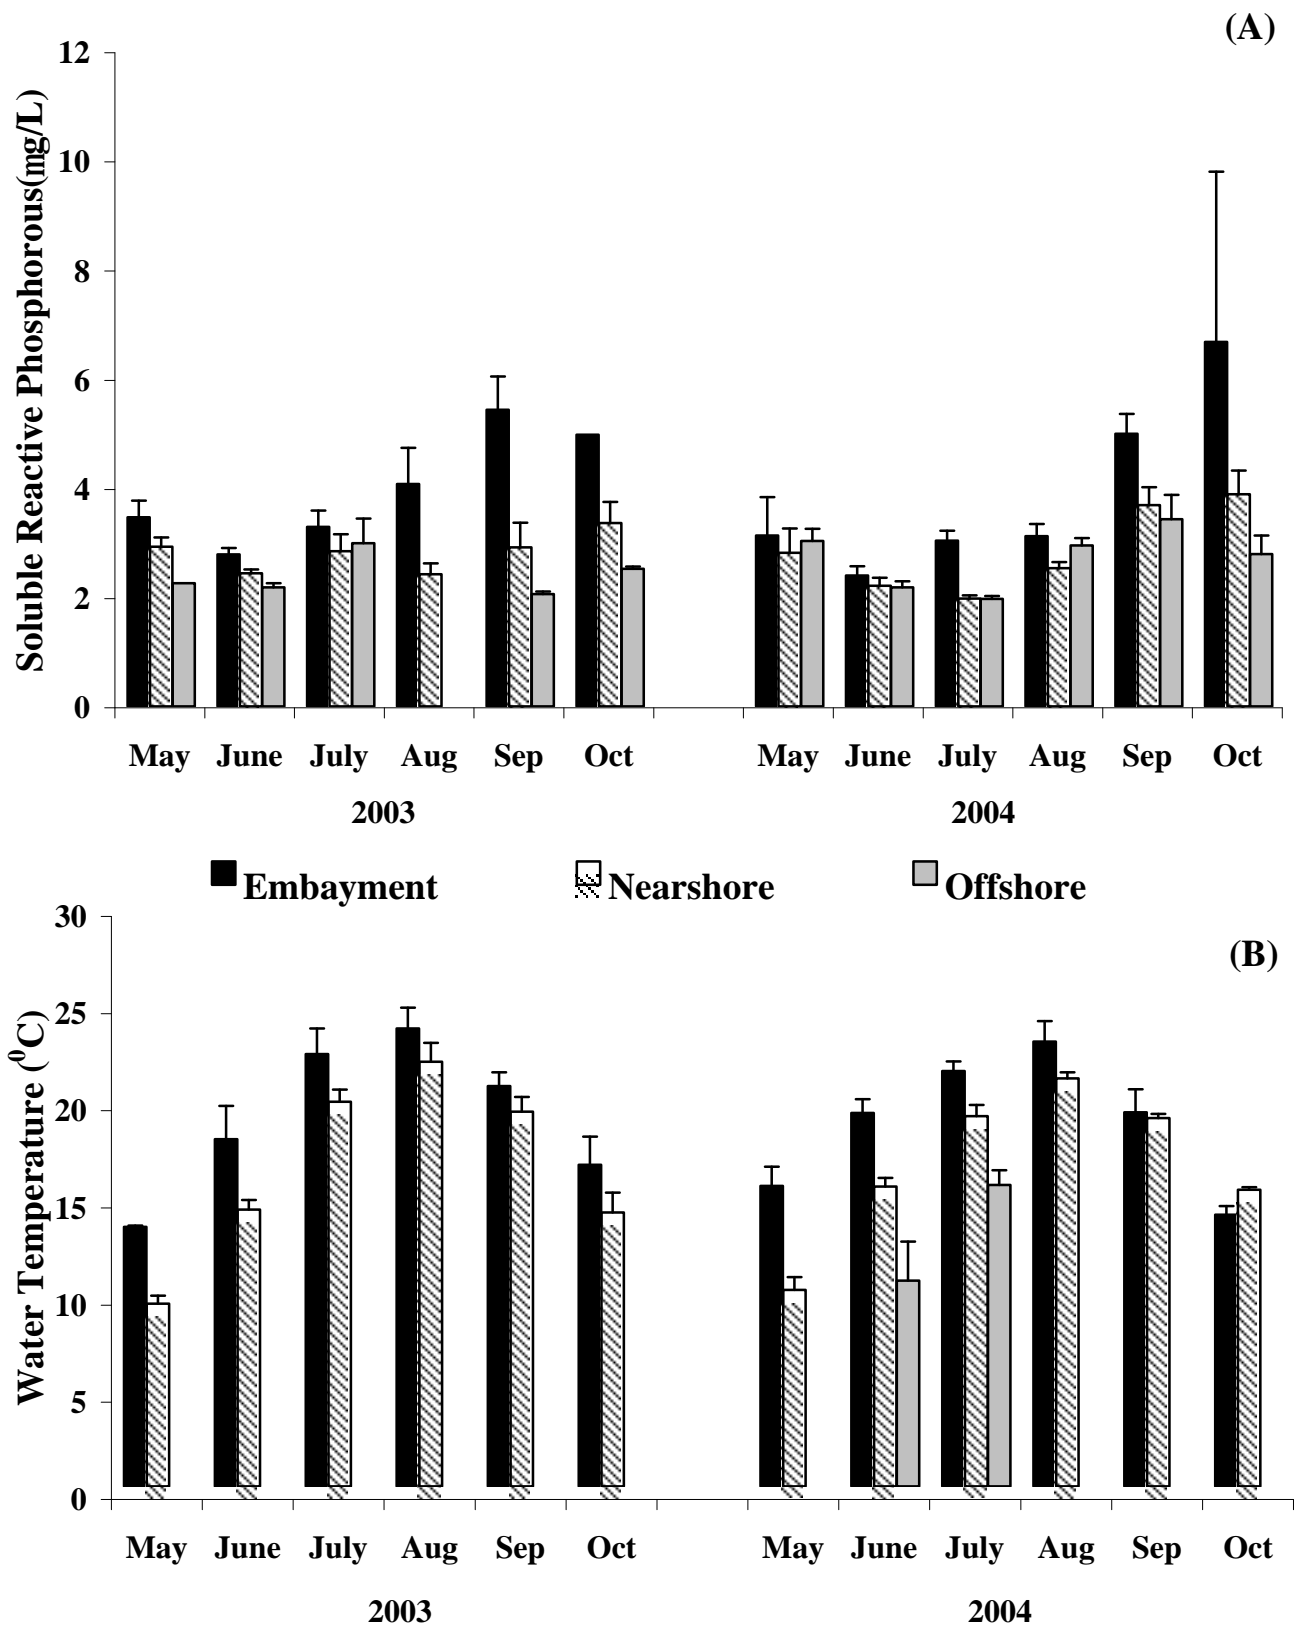 (A)
Soluble Reactive Phosphorous(mg/L)
12
10
8
6
4
2
0
May June July Aug Sep Oct May June July Aug Sep Oct
2003 2004
Embayment Nearshore Offshore
(B)
Water Temperature (⁰C)
30
25
20
15
10
5
0
May June July Aug Sep Oct May June July Aug Sep Oct
2003 2004